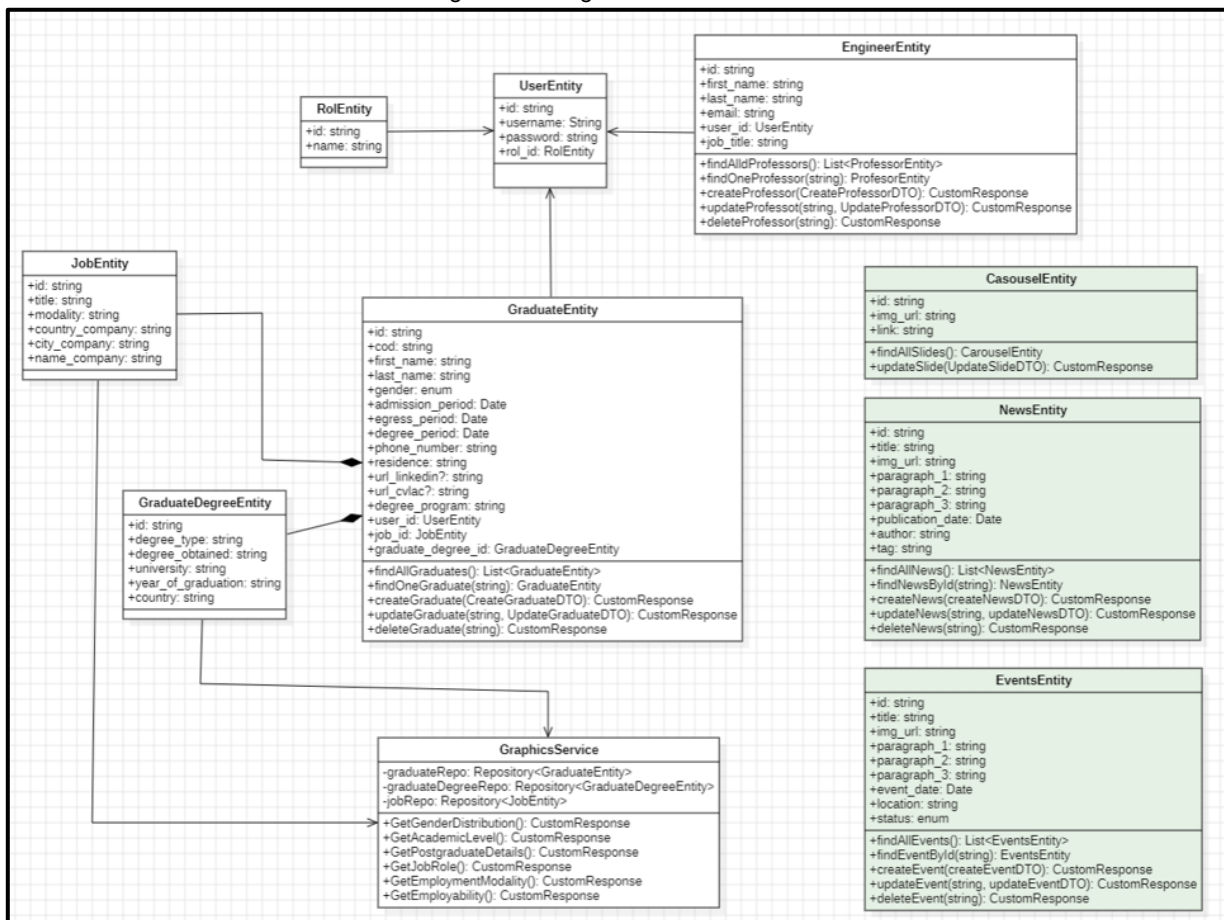 EngineerEntity
+id: string
+first_name: string
+last_name: string
+email: string
+user_id: UserEntity
+job_title: string
+findAlldProfessors(): List<ProfessorEntity>
+findOneProfessor(string): ProfesorEntity
+createProfessor(CreateProfessorDTO): CustomResponse
+updateProfessot(string, UpdateProfessorDTO): CustomResponse
+deleteProfessor(string): CustomResponse
UserEntity
+id: string
+username: String
+password: string
+rol_id: RolEntity
RolEntity
+id: string
+name: string
JobEntity
+id: string
+title: string
+modality: string
+country_company: string
+city_company: string
+name_company: string
GraduateEntity
+id: string
+cod: string
+first_name: string
+last_name: string
+gender: enum
+admission_period: Date
+egress_period: Date
+degree_period: Date
+phone_number: string
+residence: string
+url_linkedin?: string
+url_cvlac?: string
+degree_program: string
+user_id: UserEntity
+job_id: JobEntity
+graduate_degree_id: GraduateDegreeEntity
+findAllGraduates(): List<GraduateEntity>
+findOneGraduate(string): GraduateEntity
+createGraduate(CreateGraduateDTO): CustomResponse
+updateGraduate(string, UpdateGraduateDTO): CustomResponse
+deleteGraduate(string): CustomResponse
CasouselEntity
+id: string
+img_url: string
+link: string
+findAllSlides(): CarouselEntity
+updateSlide(UpdateSlideDTO): CustomResponse
NewsEntity
+id: string
+title: string
+img_url: string
+paragraph_1: string
+paragraph_2: string
+paragraph_3: string
+publication_date: Date
+author: string
+tag: string
+findAllNews(): List<NewsEntity>
+findNewsById(string): NewsEntity
+createNews(createNewsDTO): CustomResponse
+updateNews(string, updateNewsDTO): CustomResponse
+deleteNews(string): CustomResponse
GraduateDegreeEntity
+id: string
+degree_type: string
+degree_obtained: string
+university: string
+year_of_graduation: string
+country: string
EventsEntity
+id: string
+title: string
+img_url: string
+paragraph_1: string
+paragraph_2: string
+paragraph_3: string
+event_date: Date
+location: string
+status: enum
+findAllEvents(): List<EventsEntity>
+findEventById(string): EventsEntity
+createEvent(createEventDTO): CustomResponse
+updateEvent(string, updateEventDTO): CustomResponse
+deleteEvent(string): CustomResponse
GraphicsService
-graduateRepo: Repository<GraduateEntity>
-graduateDegreeRepo: Repository<GraduateDegreeEntity>
-jobRepo: Repository<JobEntity>
+GetGenderDistribution(): CustomResponse
+GetAcademicLevel(): CustomResponse
+GetPostgraduateDetails(): CustomResponse
+GetJobRole(): CustomResponse
+GetEmploymentModality(): CustomResponse
+GetEmployability(): CustomResponse